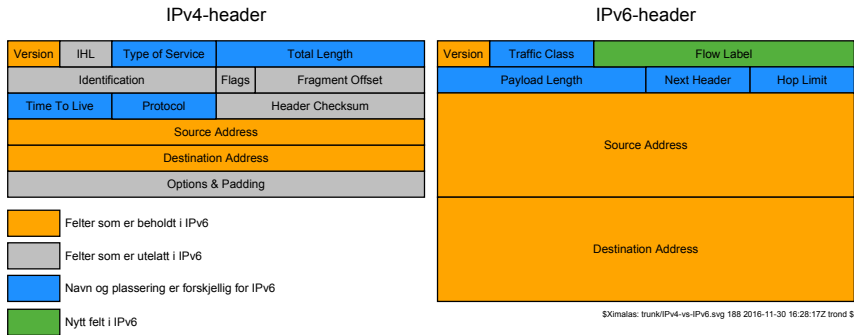 IPv4-header
Version IHL Type of Service Total Length
Identification Flags Fragment Offset
Time To Live Protocol Header Checksum
Source Address
Destination Address
Options & Padding
Felter som er beholdt i IPv6
Felter som er utelatt i IPv6
Navn og plassering er forskjellig for IPv6
Nytt felt i IPv6
IPv6-header
Version Traffic Class Flow Label
Payload Length Next Header Hop Limit
Source Address
Destination Address
$Ximalas: trunk/IPv4-vs-IPv6.svg 188 2016-11-30 16:28:17Z trond $